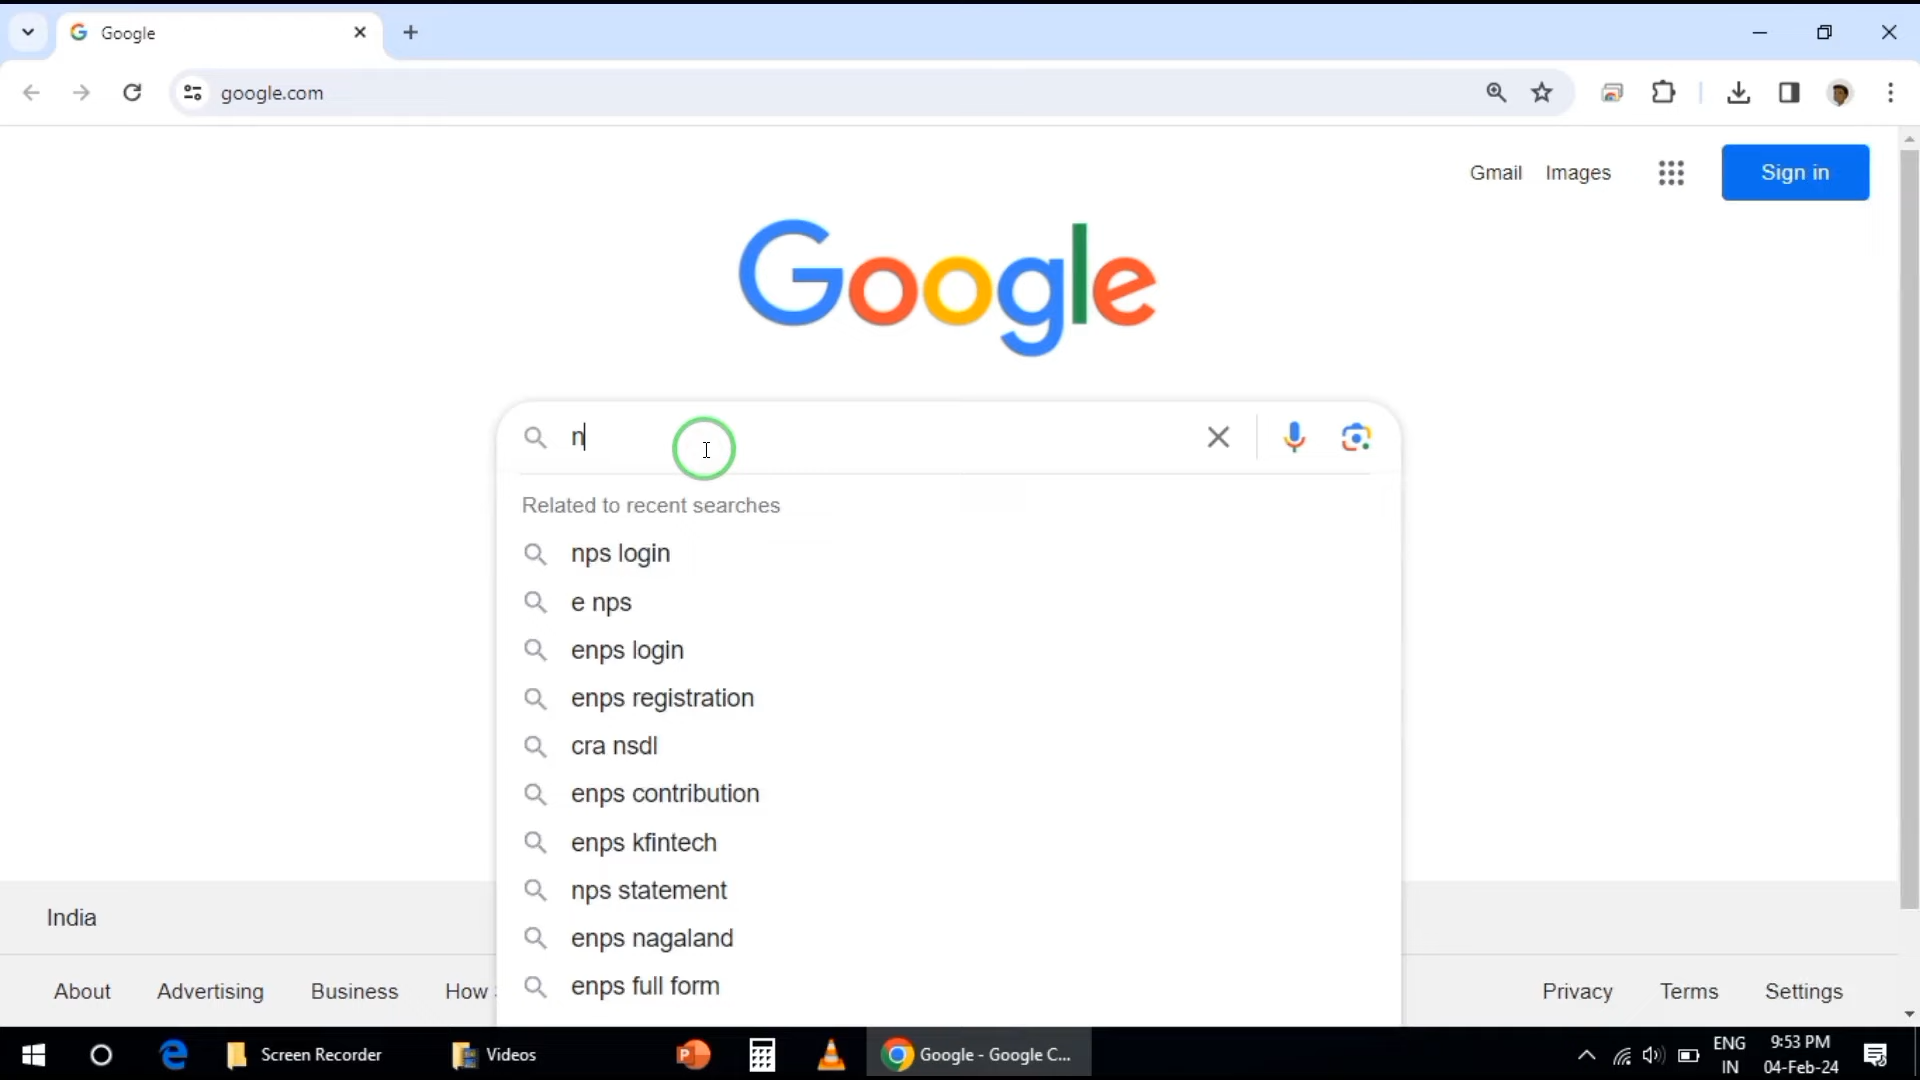 Google
google.com
Gmail Images Sign in
Google
n
Related to recent searches
nps login
e nps
enps login
enps registration
cra nsdl
enps contribution
enps kfintech
nps statement
enps nagaland
enps full form
India
About Advertising Business How Privacy Terms Settings
Screen Recorder Videos Google - Google C... ENG 9:53 PM
IN 04-Feb-24